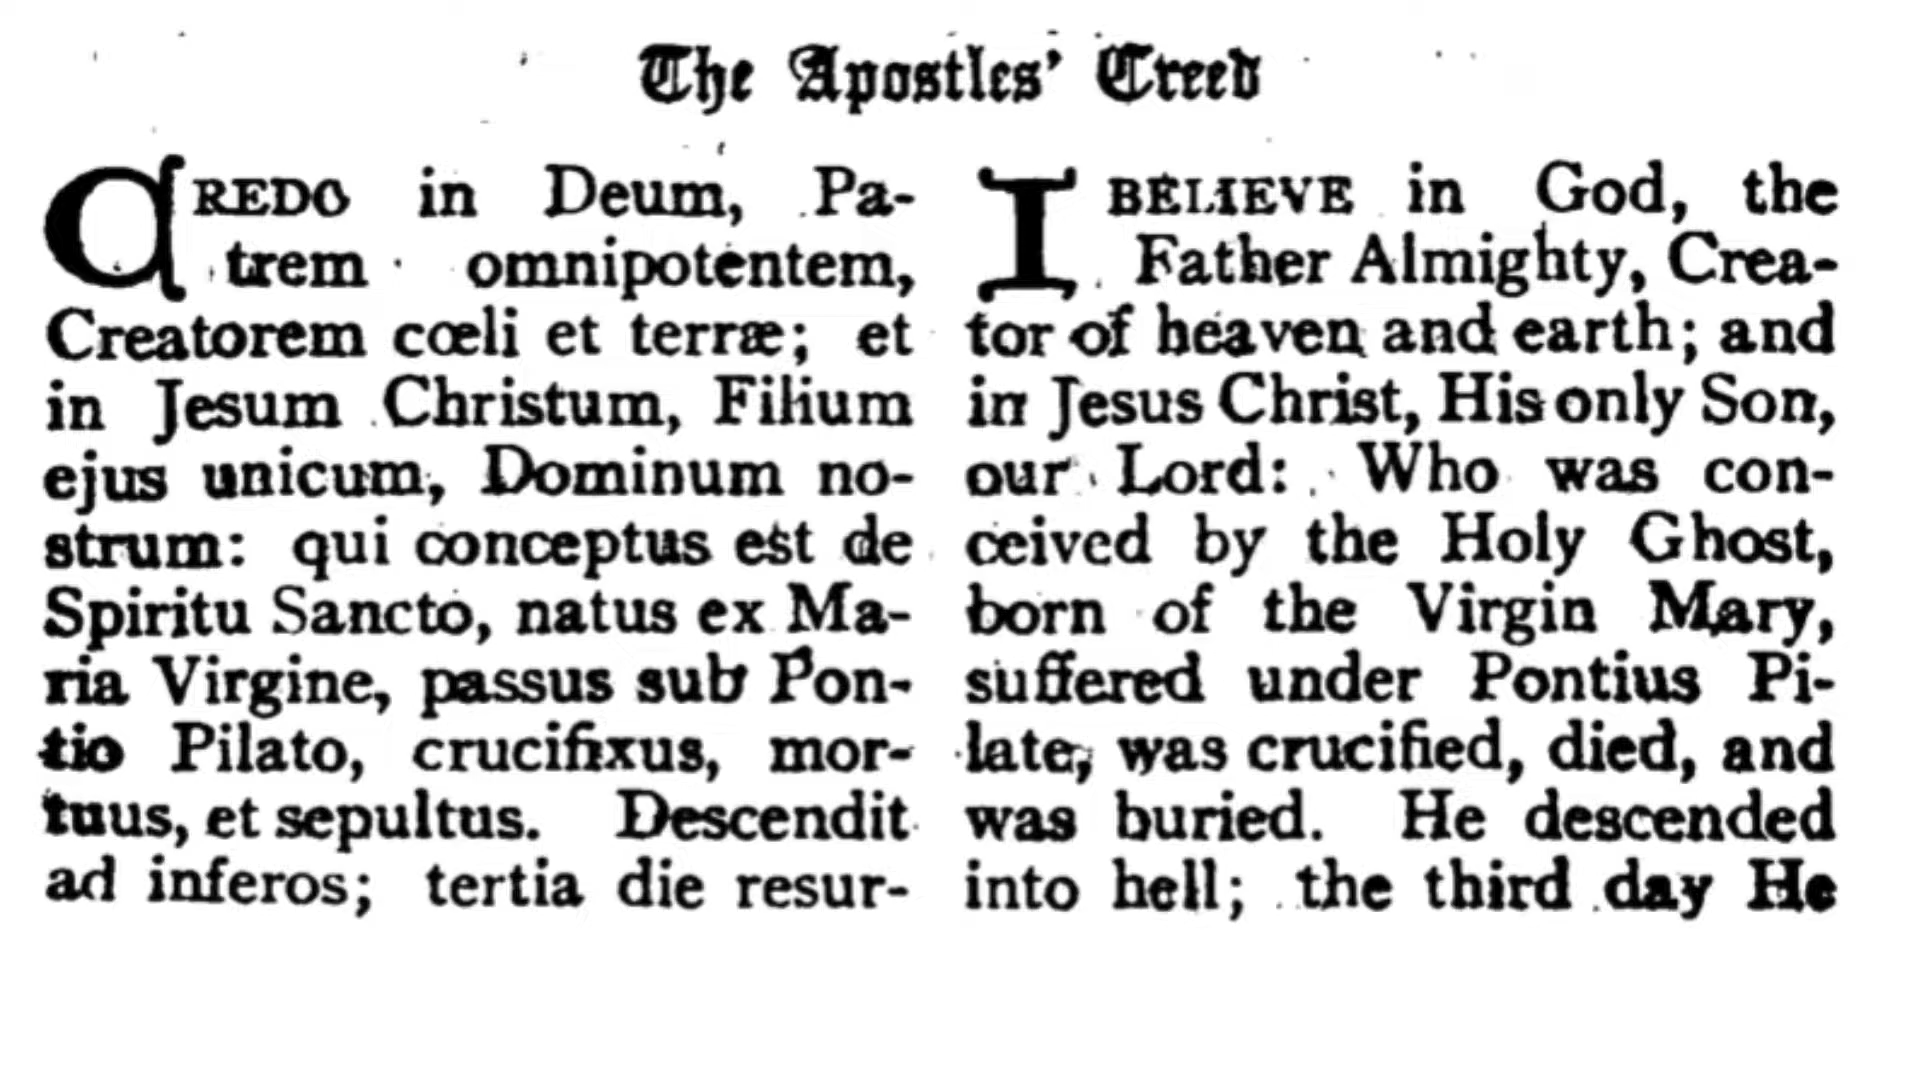 The Apostles' Creed
CREDO in Deum, Pa-
trem omnipotentem,
Creatorem cœli et terræ; et
in Jesum Christum, Filium
ejus unicum, Dominum no-
strum: qui conceptus est de
Spiritu Sancto, natus ex Ma-
ria Virgine, passus sub Pon-
tio Pilato, crucifixus, mor-
tuus, et sepultus. Descendit
ad inferos; tertia die resur-
I BELIEVE in God, the
Father Almighty, Crea-
tor of heaven and earth; and
in Jesus Christ, His only Son,
our Lord: Who was con-
ceived by the Holy Ghost,
born of the Virgin Mary,
suffered under Pontius Pi-
late, was crucified, died, and
was buried. He descended
into hell; the third day He